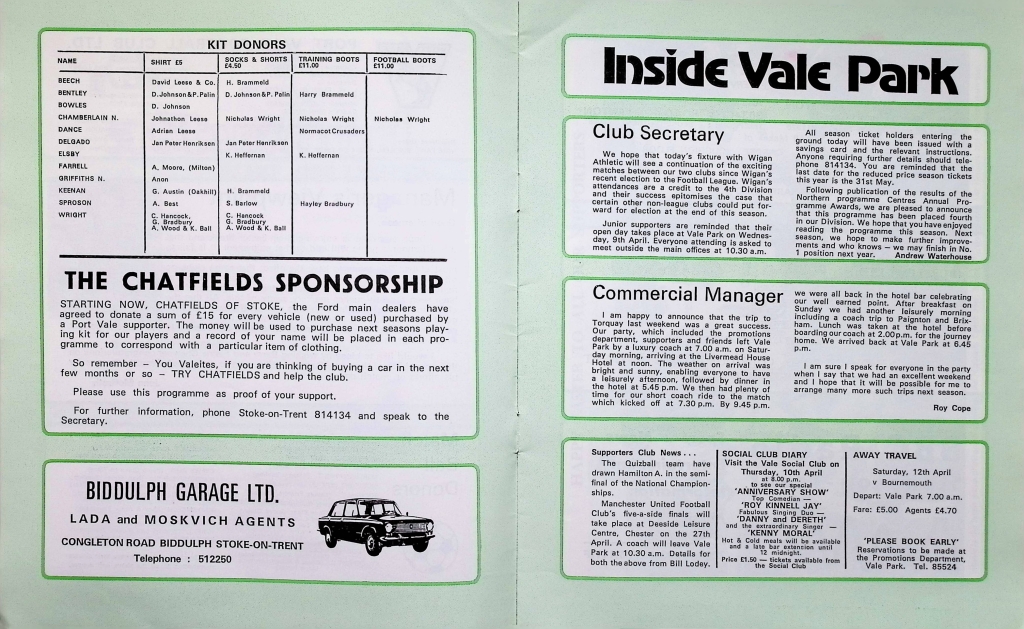 KIT DONORS
NAME SHIRT £5 SOCKS & SHORTS £4.50 TRAINING BOOTS £11.00 FOOTBALL BOOTS £11.00
BEECH David Leese & Co. H. Brammeld
BENTLEY D. Johnson & P. Palin D. Johnson & P. Palin Harry Brammeld
BOWLES D. Johnson
CHAMBERLAIN N. Johnathon Leese Nicholas Wright Nicholas Wright Nicholas Wright
DANCE Adrian Leese Normacot Crusaders
DELGADO Jan Peter Henriksen Jan Peter Henriksen
ELSBY K. Heffernan K. Heffernan
FARRELL A. Moore, (Milton)
GRIFFITHS N. Anon
KEENAN G. Austin (Oakhill) H. Brammeld
SPROSON A. Best S. Barlow Hayley Bradbury
WRIGHT C. Hancock, C. Hancock
G. Bradbury G. Bradbury
A. Wood & K. Ball A. Wood & K. Ball
THE CHATFIELDS SPONSORSHIP
STARTING NOW, CHATFIELDS OF STOKE, the Ford main dealers have
agreed to donate a sum of £15 for every vehicle (new or used) purchased by
a Port Vale supporter. The money will be used to purchase next seasons play-
ing kit for our players and a record of your name will be placed in each pro-
gramme to correspond with a particular item of clothing.
So remember – You Valeites, if you are thinking of buying a car in the next
few months or so – TRY CHATFIELDS and help the club.
Please use this programme as proof of your support.
For further information, phone Stoke-on-Trent 814134 and speak to the
Secretary.
BIDDULPH GARAGE LTD.
LADA and MOSKVICH AGENTS
CONGLETON ROAD BIDDULPH STOKE-ON-TRENT
Telephone : 512250
Inside Vale Park
Club Secretary
We hope that today's fixture with Wigan
Athletic will see a continuation of the exciting
matches between our two clubs since Wigan's
recent election to the Football League. Wigan's
attendances are a credit to the 4th Division
and their success epitomises the case that
certain other non-league clubs could put for-
ward for election at the end of this season.
Junior supporters are reminded that their
open day takes place at Vale Park on Wednes-
day, 9th April. Everyone attending is asked to
meet outside the main offices at 10.30 a.m.
All season ticket holders entering the
ground today will have been issued with a
savings card and the relevant instructions.
Anyone requiring further details should tele-
phone 814134. You are reminded that the
last date for the reduced price season tickets
this year is the 31st May.
Following publication of the results of the
Northern programme Centres Annual Pro-
gramme Awards, we are pleased to announce
that this programme has been placed fourth
in our Division. We hope that you have enjoyed
reading the programme this season. Next
season, we hope to make further improve-
ments and who knows – we may finish in No.
1 position next year. Andrew Waterhouse
Commercial Manager
I am happy to announce that the trip to
Torquay last weekend was a great success.
Our party, which included the promotions
department, supporters and friends left Vale
Park by a luxury coach at 7.00 a.m. on Satur-
day morning, arriving at the Livermead House
Hotel at noon. The weather on arrival was
bright and sunny, enabling everyone to have
a leisurely afternoon, followed by dinner in
the hotel at 5.45 p.m. We then had plenty of
time for our short coach ride to the match
which kicked off at 7.30 p.m. By 9.45 p.m.
we were all back in the hotel bar celebrating
our well earned point. After breakfast on
Sunday we had another leisurely morning
including a coach trip to Paignton and Brix-
ham. Lunch was taken at the hotel before
boarding our coach at 2.00p.m. for the journey
home. We arrived back at Vale Park at 6.45
p.m.
I am sure I speak for everyone in the party
when I say that we had an excellent weekend
and I hope that it will be possible for me to
arrange many more such trips next season.
Roy Cope
Supporters Club News . . .
The Quizball team have
drawn Hamilton A. in the semi-
final of the National Champion-
ships.
Manchester United Football
Club's five-a-side finals will
take place at Deeside Leisure
Centre, Chester on the 27th
April. A coach will leave Vale
Park at 10.30 a.m. Details for
both the above from Bill Lodey.
SOCIAL CLUB DIARY
Visit the Vale Social Club on
Thursday, 10th April
at 8.00 p.m.
to see our special
'ANNIVERSARY SHOW'
Top Comedian —
'ROY KINNELL JAY'
Fabulous Singing Duo —
'DANNY and DERETH'
and the extraordinary Singer —
'KENNY MORAL'
Hot & Cold meals will be available
and a late bar extension until
12 midnight.
Price £1.50 — tickets available from
the Social Club
AWAY TRAVEL
Saturday, 12th April
v Bournemouth
Depart: Vale Park 7.00 a.m.
Fare: £5.00 Agents £4.70
'PLEASE BOOK EARLY'
Reservations to be made at
the Promotions Department,
Vale Park. Tel. 85524